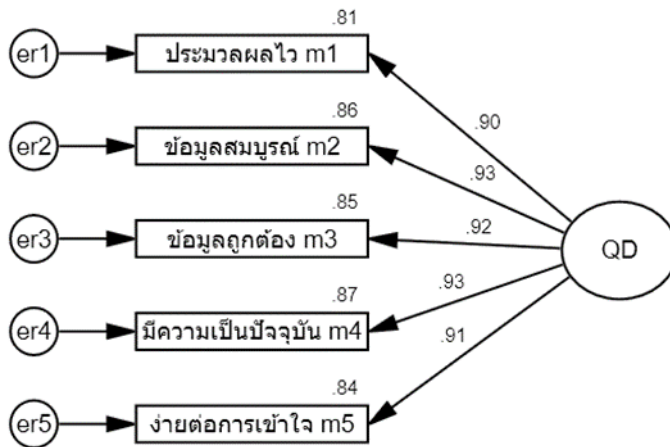 .81
er1 ประมวลผลไว m1
.90
.86
er2 ข้อมูลสมบูรณ์ m2
.93
.85
er3 ข้อมูลถูกต้อง m3
.92
QD
.87
er4 มีความเป็นปัจจุบัน m4
.93
.84
er5 ง่ายต่อการเข้าใจ m5
.91